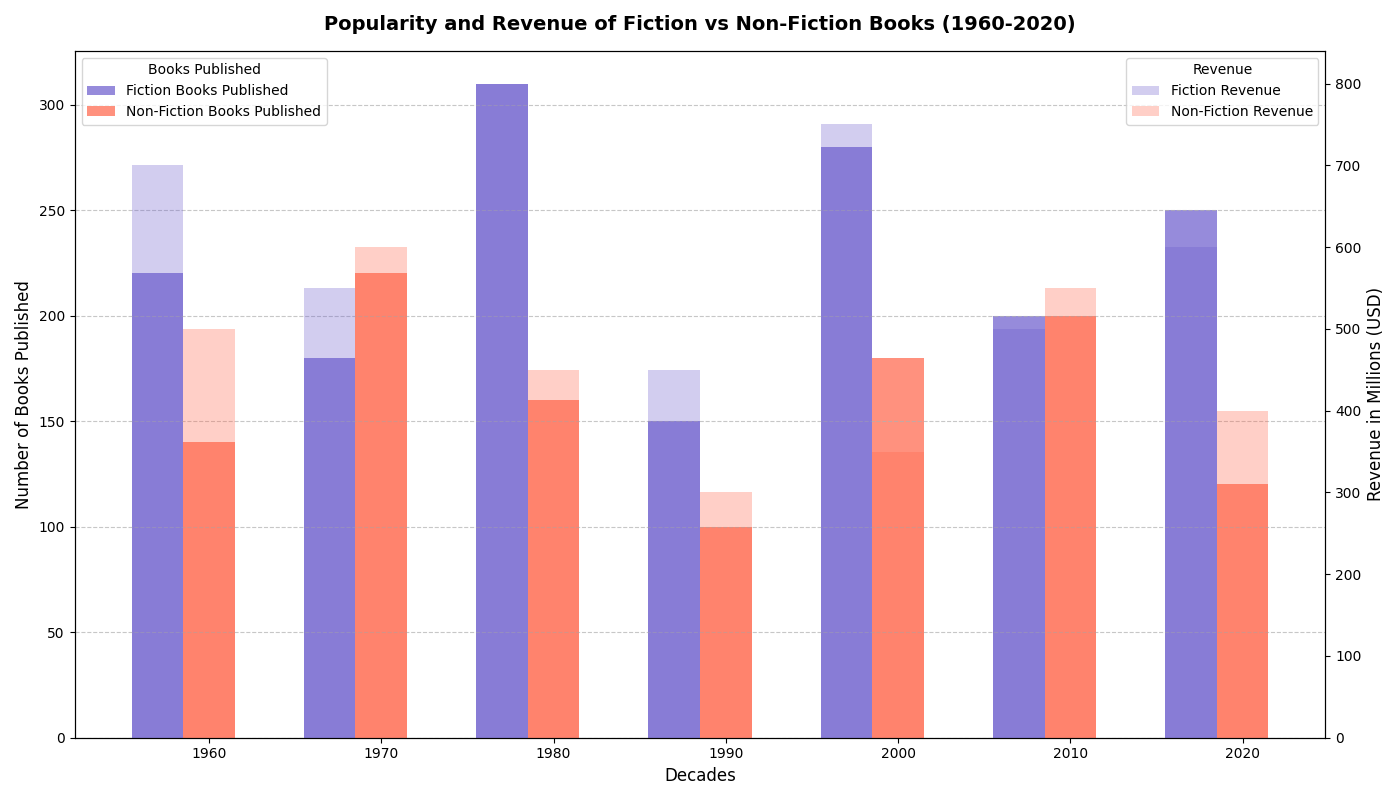 Popularity and Revenue of Fiction vs Non-Fiction Books (1960-2020)
Books Published
Fiction Books Published
Non-Fiction Books Published
Revenue
Fiction Revenue
Non-Fiction Revenue
Number of Books Published
300
250
200
150
100
50
0
800
700
600
500
400
300
200
100
0
Revenue in Millions (USD)
1960 1970 1980 1990 2000 2010 2020
Decades